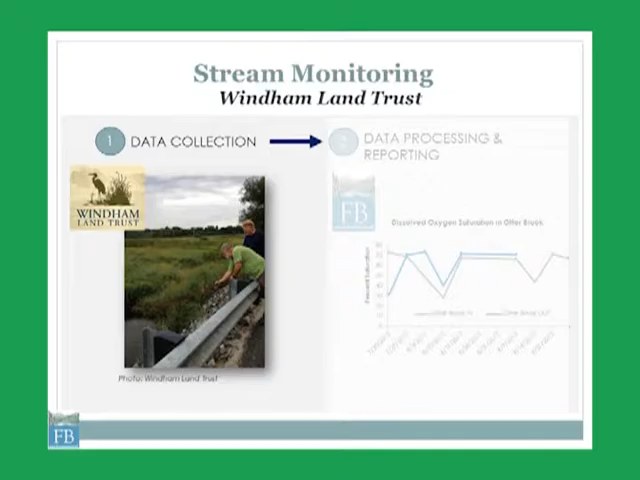 Stream Monitoring
Windham Land Trust
1 DATA COLLECTION
2 DATA PROCESSING &
REPORTING
WINDHAM
LAND TRUST
FB
Dissolved Oxygen Saturation in Otter Brook
Percent Saturation
Photo: Windham Land Trust
FB